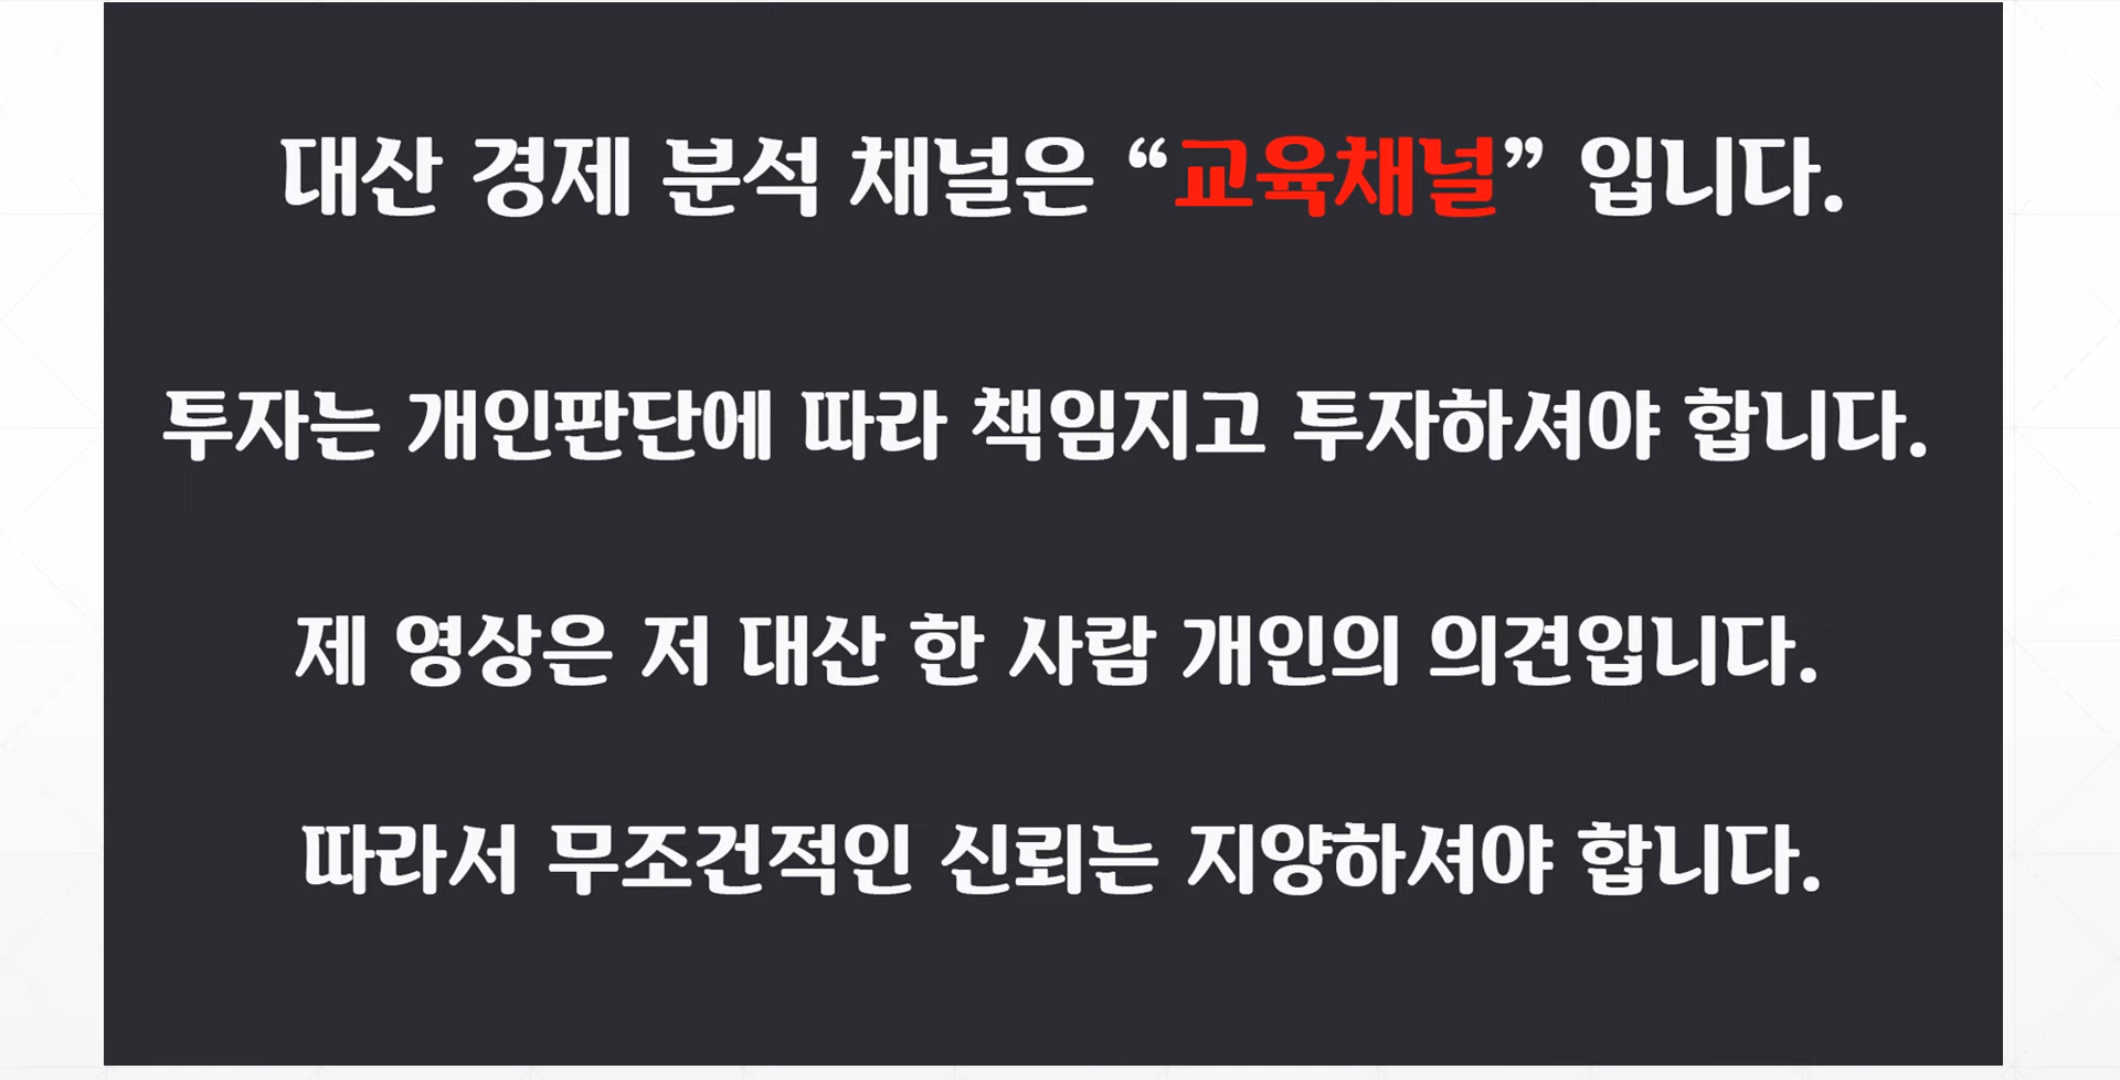 대산 경제 분석 채널은 “교육채널” 입니다.
투자는 개인판단에 따라 책임지고 투자하셔야 합니다.
제 영상은 저 대산 한 사람 개인의 의견입니다.
따라서 무조건적인 신뢰는 지양하셔야 합니다.